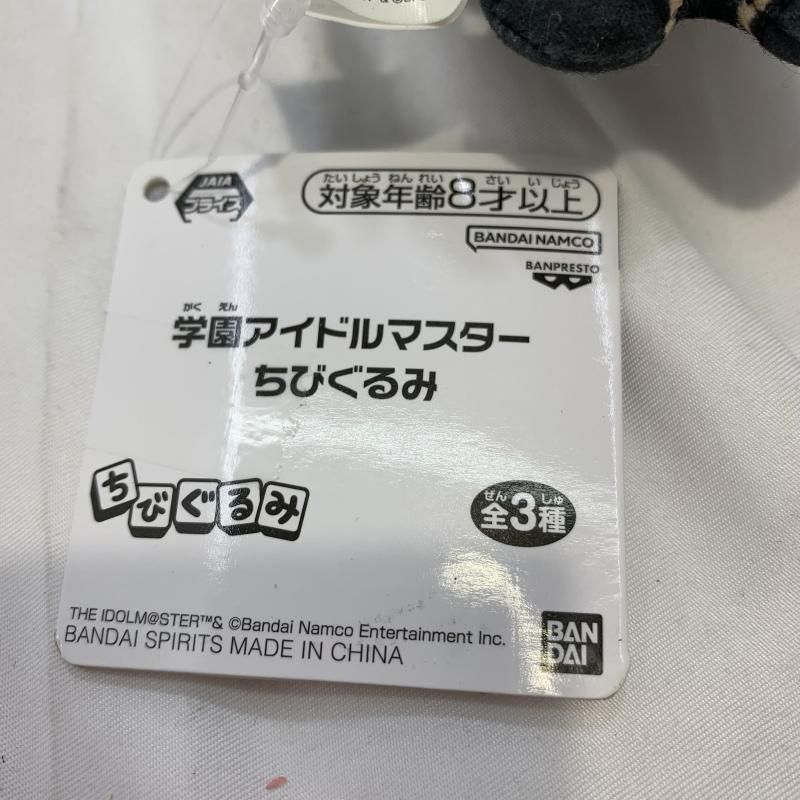 JAIA
プライズ
たい しょう ねん れい さい い じょう
対象年齢8才以上
BANDAI NAMCO
BANPRESTO
がく えん
学園アイドルマスター
ちびぐるみ
ちびぐるみ
ぜん しゅ
全3種
THE IDOLM@STER™& ©Bandai Namco Entertainment Inc.
BANDAI SPIRITS MADE IN CHINA
BAN
DAI